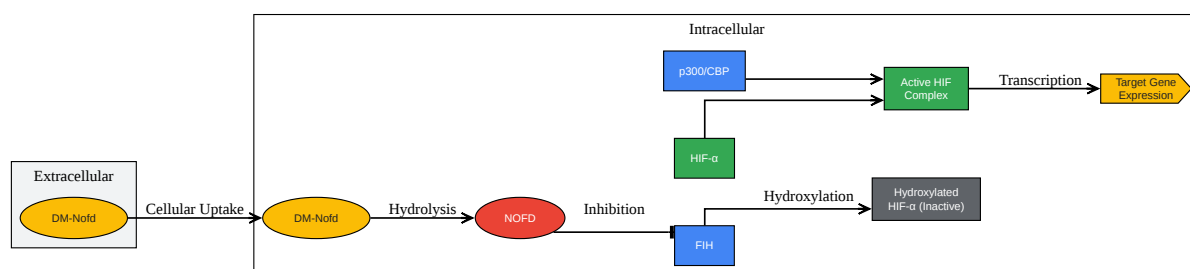 Intracellular
p300/CBP
Active HIF
Complex
Transcription
Target Gene
Expression
HIF-α
Extracellular
DM-Nofd
Cellular Uptake
DM-Nofd
Hydrolysis
NOFD
Inhibition
FIH
Hydroxylation
Hydroxylated
HIF-α (Inactive)